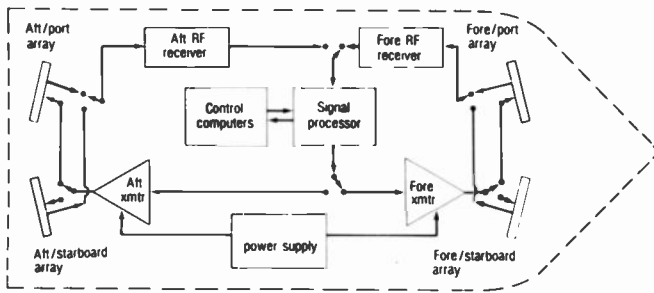 Aft/port
array
Aft RF
receiver
Fore RF
receiver
Fore/port
array
Control
computers
Signal
processor
Aft
xmtr
Fore
xmtr
power supply
Aft/starboard
array
Fore/starboard
array